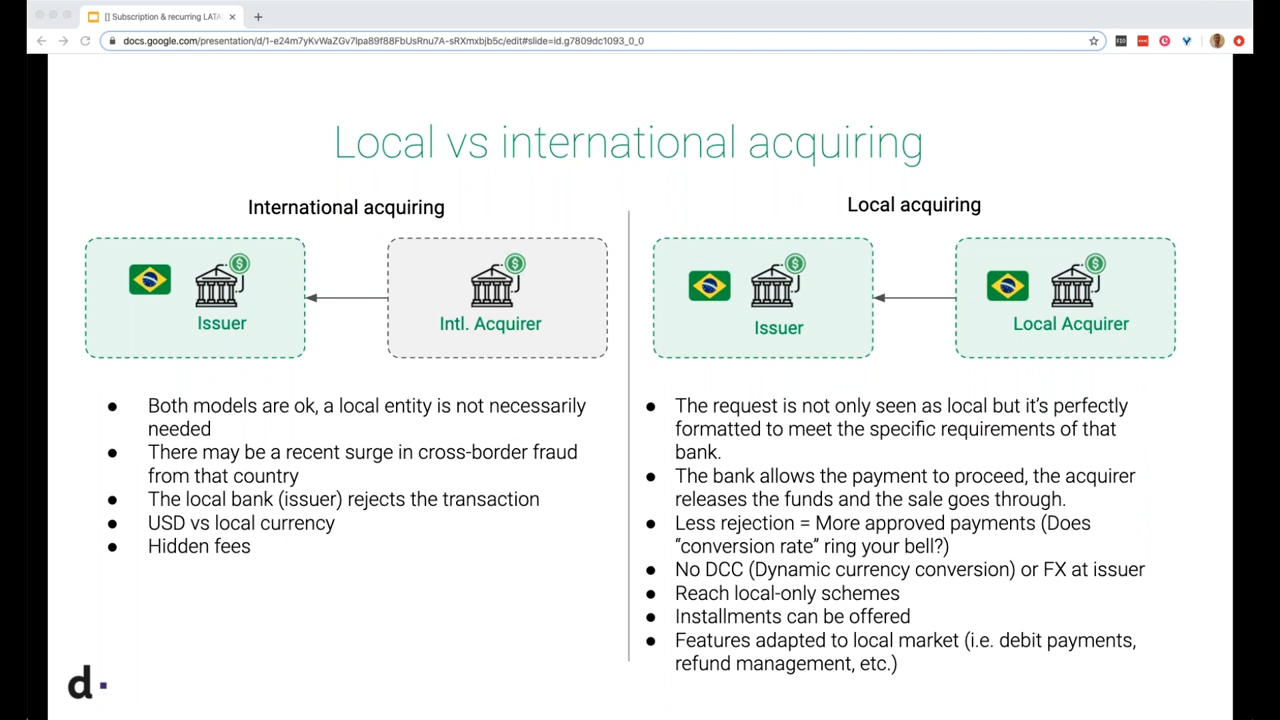 [] Subscription & recurring LATA
docs.google.com/presentation/d/1-e24m7yKvWaZGv7lpa89f88FbUsRnu7A-sRXmxbjb5c/edit#slide=id.g7809dc1093_0_0
Local vs international acquiring
International acquiring
Issuer
Intl. Acquirer
● Both models are ok, a local entity is not necessarily
needed
● There may be a recent surge in cross-border fraud
from that country
● The local bank (issuer) rejects the transaction
● USD vs local currency
● Hidden fees
Local acquiring
Issuer
Local Acquirer
● The request is not only seen as local but it's perfectly
formatted to meet the specific requirements of that
bank.
● The bank allows the payment to proceed, the acquirer
releases the funds and the sale goes through.
● Less rejection = More approved payments (Does
“conversion rate” ring your bell?)
● No DCC (Dynamic currency conversion) or FX at issuer
● Reach local-only schemes
● Installments can be offered
● Features adapted to local market (i.e. debit payments,
refund management, etc.)
d·